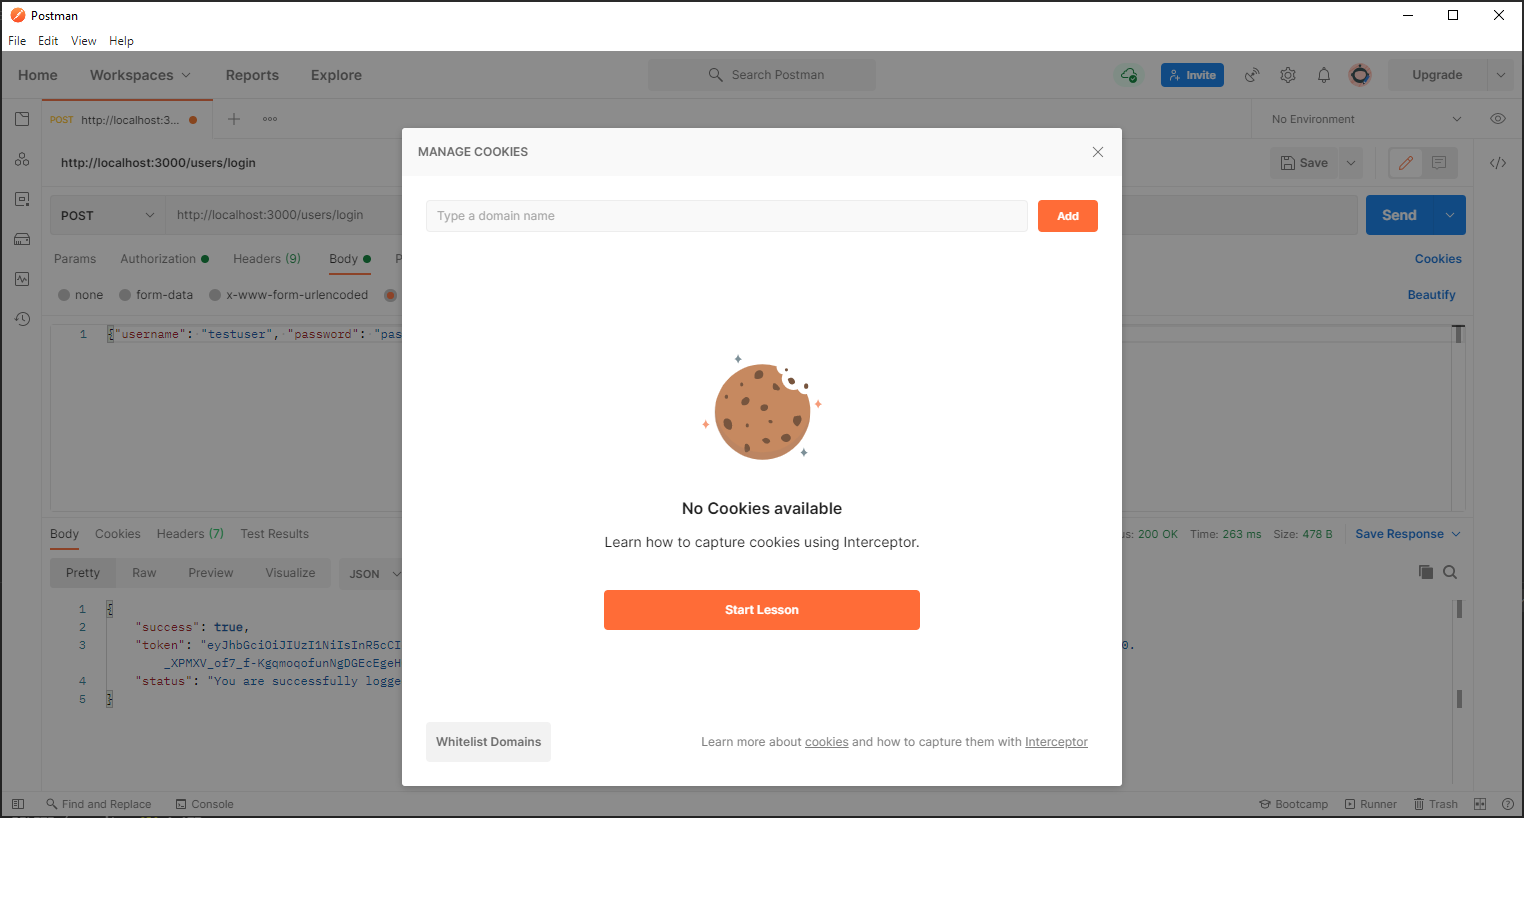 Postman
File Edit View Help
Home Workspaces Reports Explore Search Postman Invite Upgrade
POST http://localhost:3... No Environment
http://localhost:3000/users/login Save
MANAGE COOKIES
POST http://localhost:3000/users/login Send
Type a domain name Add
Params Authorization Headers (9) Body Cookies
none form-data x-www-form-urlencoded Beautify
1 {"username": "testuser", "password": "pas
No Cookies available
Learn how to capture cookies using Interceptor.
Start Lesson
Body Cookies Headers (7) Test Results 200 OK Time: 263 ms Size: 478 B Save Response
Pretty Raw Preview Visualize JSON
1 {
2 "success": true,
3 "token": "eyJhbGciOiJIUzI1NiIsInR5cCI 0.
_XPMXV_of7_f-KgqmoqofunNgDGEcEgeH
4 "status": "You are successfully logge
5 }
Whitelist Domains Learn more about cookies and how to capture them with Interceptor
Find and Replace Console Bootcamp Runner Trash